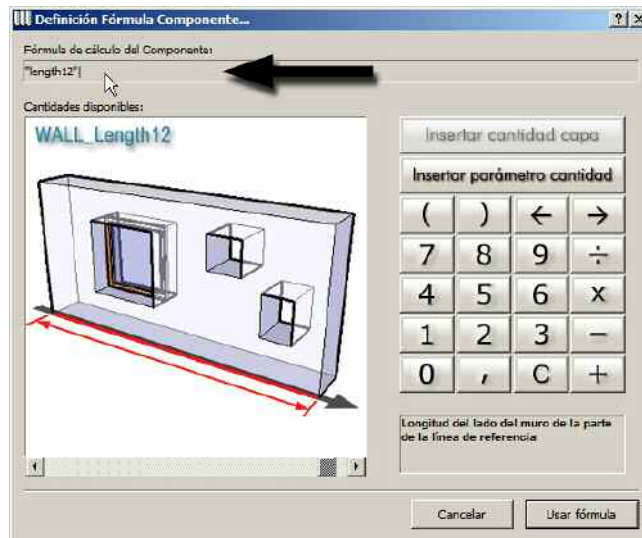 Definición Fórmula Componente...
Fórmula de cálculo del Componente:
"length12"
Cantidades disponibles:
WALL_Length12
Insertar cantidad capa
Insertar parámetro cantidad
( ) ← →
7 8 9 ÷
4 5 6 x
1 2 3 −
0 , C +
Longitud del lado del muro de la parte
de la línea de referencia
Cancelar
Usar fórmula